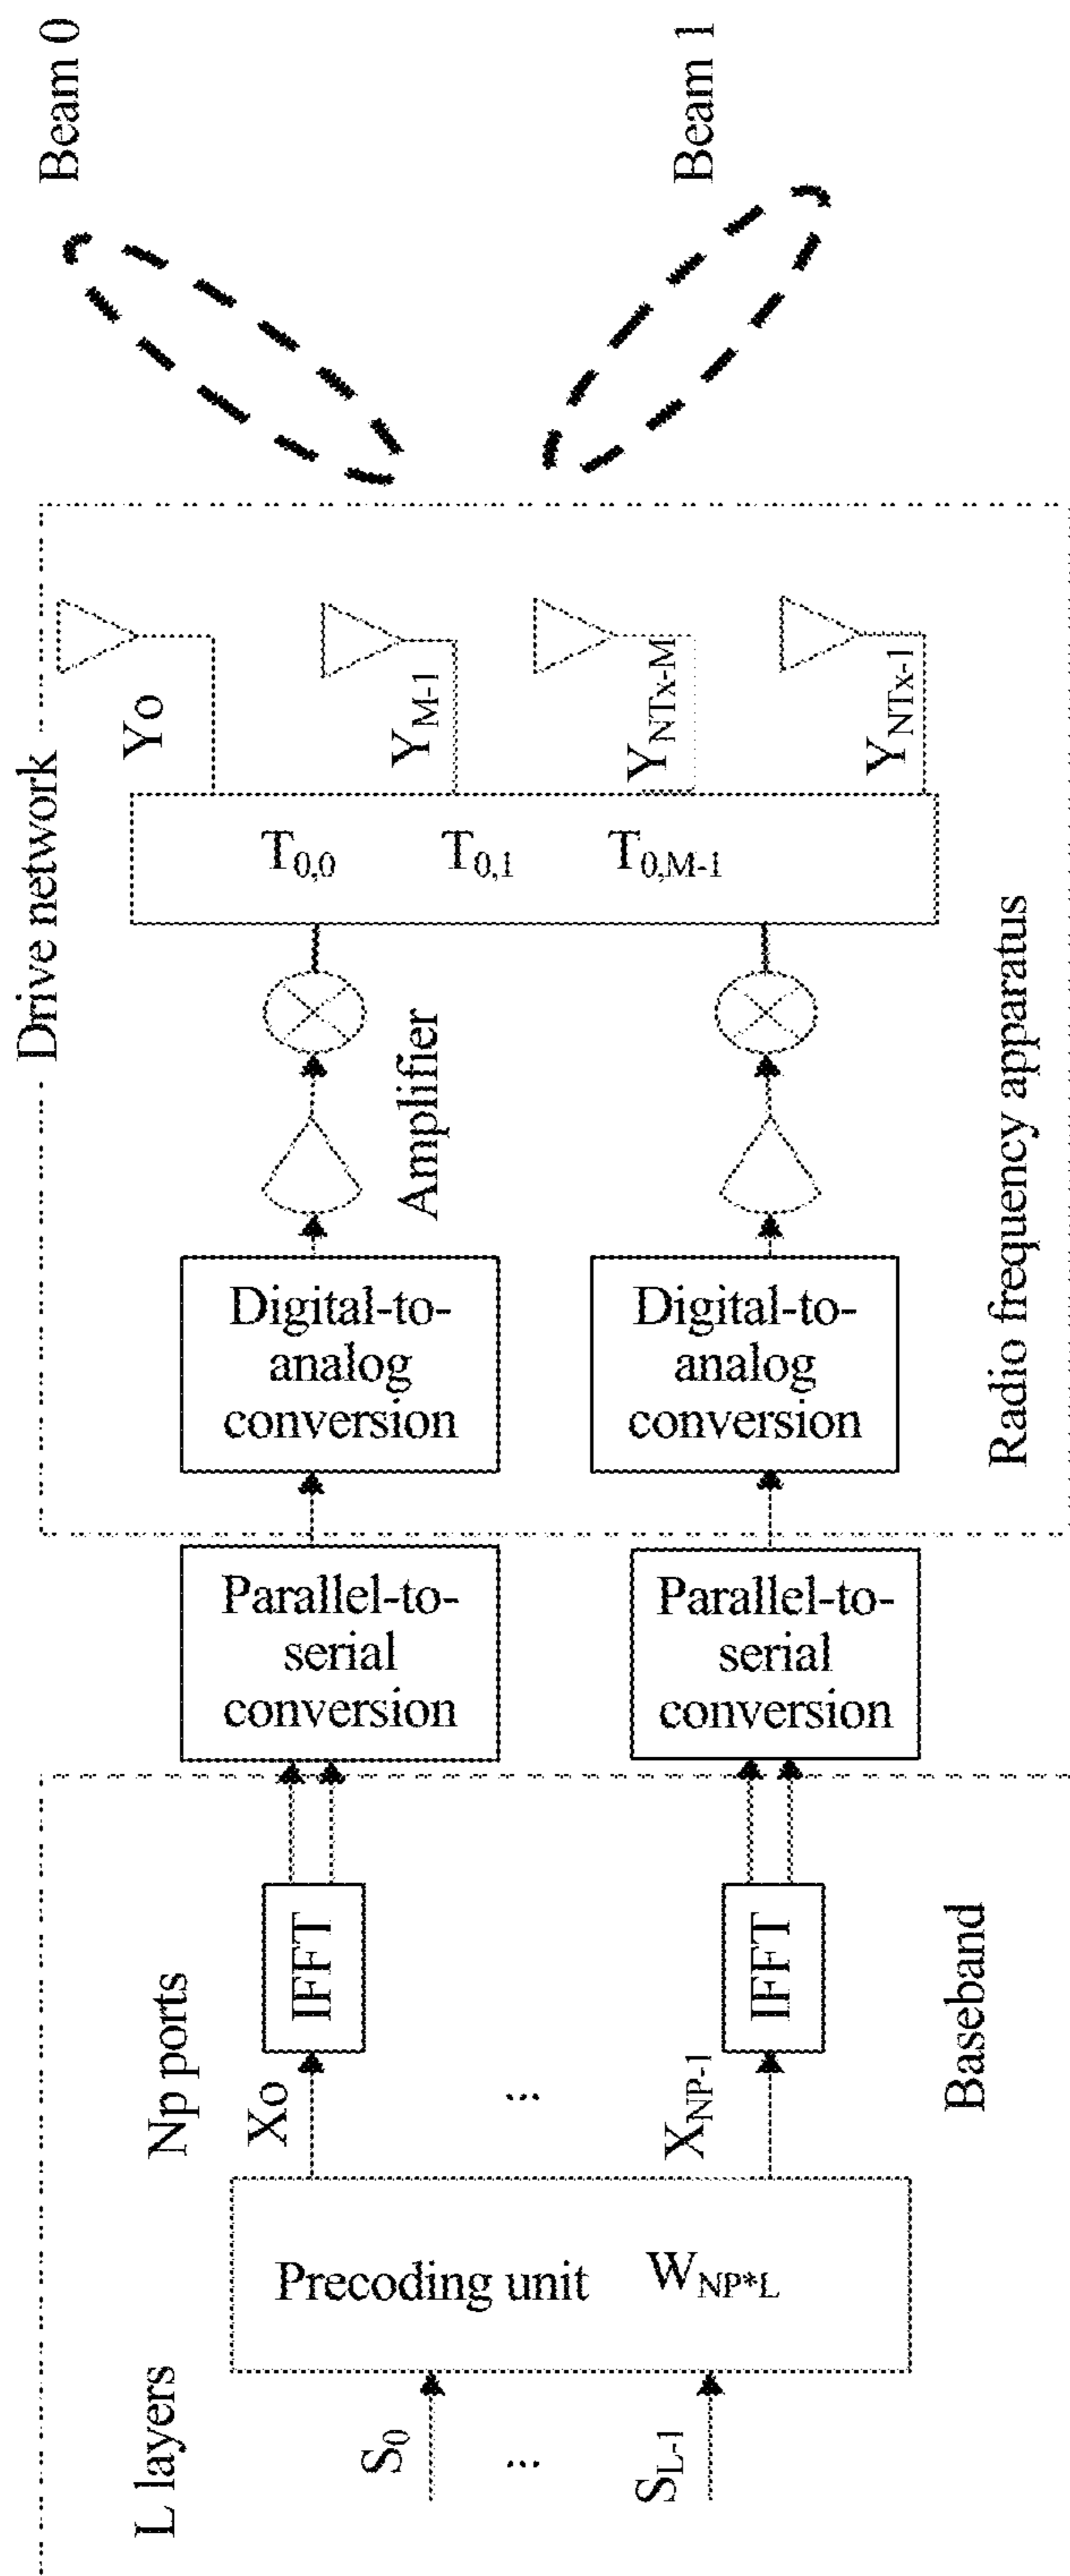 L layers
S0
...
SL-1
Precoding unit WNP*L
Np ports
Xo
...
XNP-1
IFFT
IFFT
Baseband
Parallel-to-
serial
conversion
Parallel-to-
serial
conversion
Drive network
Digital-to-
analog
conversion
Digital-to-
analog
conversion
Amplifier
T0,0
T0,1
T0,M-1
Yo
YM-1
YNTx-M
YNTx-1
Radio frequency apparatus
Beam 0
Beam 1